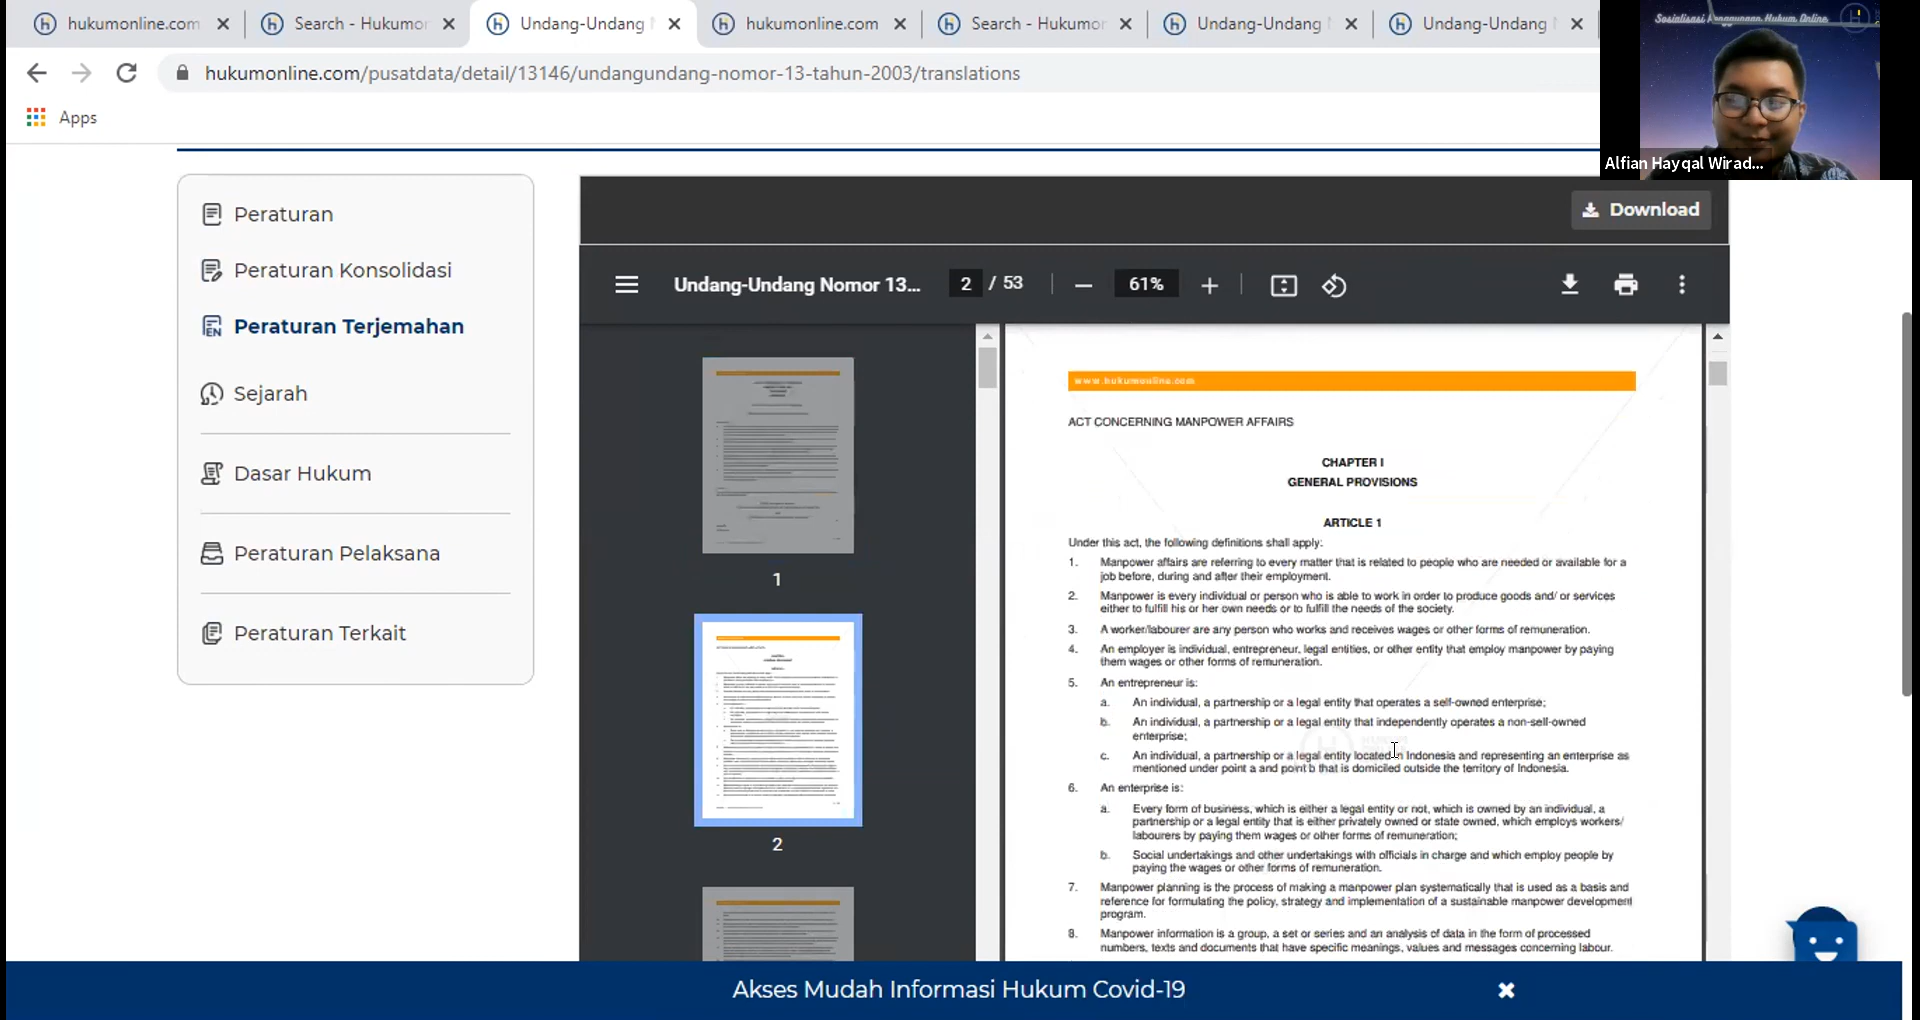 hukumonline.com
Search - Hukumon
Undang-Undang
hukumonline.com
Search - Hukumor
Undang-Undang
Undang-Undang
Sosialisasi Penggunaan Hukum Online
hukumonline.com/pusatdata/detail/13146/undangundang-nomor-13-tahun-2003/translations
Apps
Alfian Hayqal Wirad...
Peraturan
Peraturan Konsolidasi
EN
Peraturan Terjemahan
Sejarah
Dasar Hukum
Peraturan Pelaksana
Peraturan Terkait
Download
Undang-Undang Nomor 13... 2 / 53 61%
1
2
www.hukumonline.com
ACT CONCERNING MANPOWER AFFAIRS
CHAPTER I
GENERAL PROVISIONS
ARTICLE 1
Under this act, the following definitions shall apply:
1. Manpower affairs are referring to every matter that is related to people who are needed or available for a
job before, during and after their employment.
2. Manpower is every individual or person who is able to work in order to produce goods and/ or services
either to fulfill his or her own needs or to fulfill the needs of the society.
3. A worker/labourer are any person who works and receives wages or other forms of remuneration.
4. An employer is individual, entrepreneur, legal entities, or other entity that employ manpower by paying
them wages or other forms of remuneration.
5. An entrepreneur is:
a. An individual, a partnership or a legal entity that operates a self-owned enterprise;
b. An individual, a partnership or a legal entity that independently operates a non-self-owned
enterprise;
c. An individual, a partnership or a legal entity located in Indonesia and representing an enterprise as
mentioned under point a and point b that is domiciled outside the territory of Indonesia.
6. An enterprise is:
a. Every form of business, which is either a legal entity or not, which is owned by an individual, a
partnership or a legal entity that is either privately owned or state owned, which employs workers/
labourers by paying them wages or other forms of remuneration;
b. Social undertakings and other undertakings with officials in charge and which employ people by
paying the wages or other forms of remuneration.
7. Manpower planning is the process of making a manpower plan systematically that is used as a basis and
reference for formulating the policy, strategy and implementation of a sustainable manpower development
program.
8. Manpower information is a group, a set or series and an analysis of data in the form of processed
numbers, texts and documents that have specific meanings, values and messages concerning labour.
Akses Mudah Informasi Hukum Covid-19